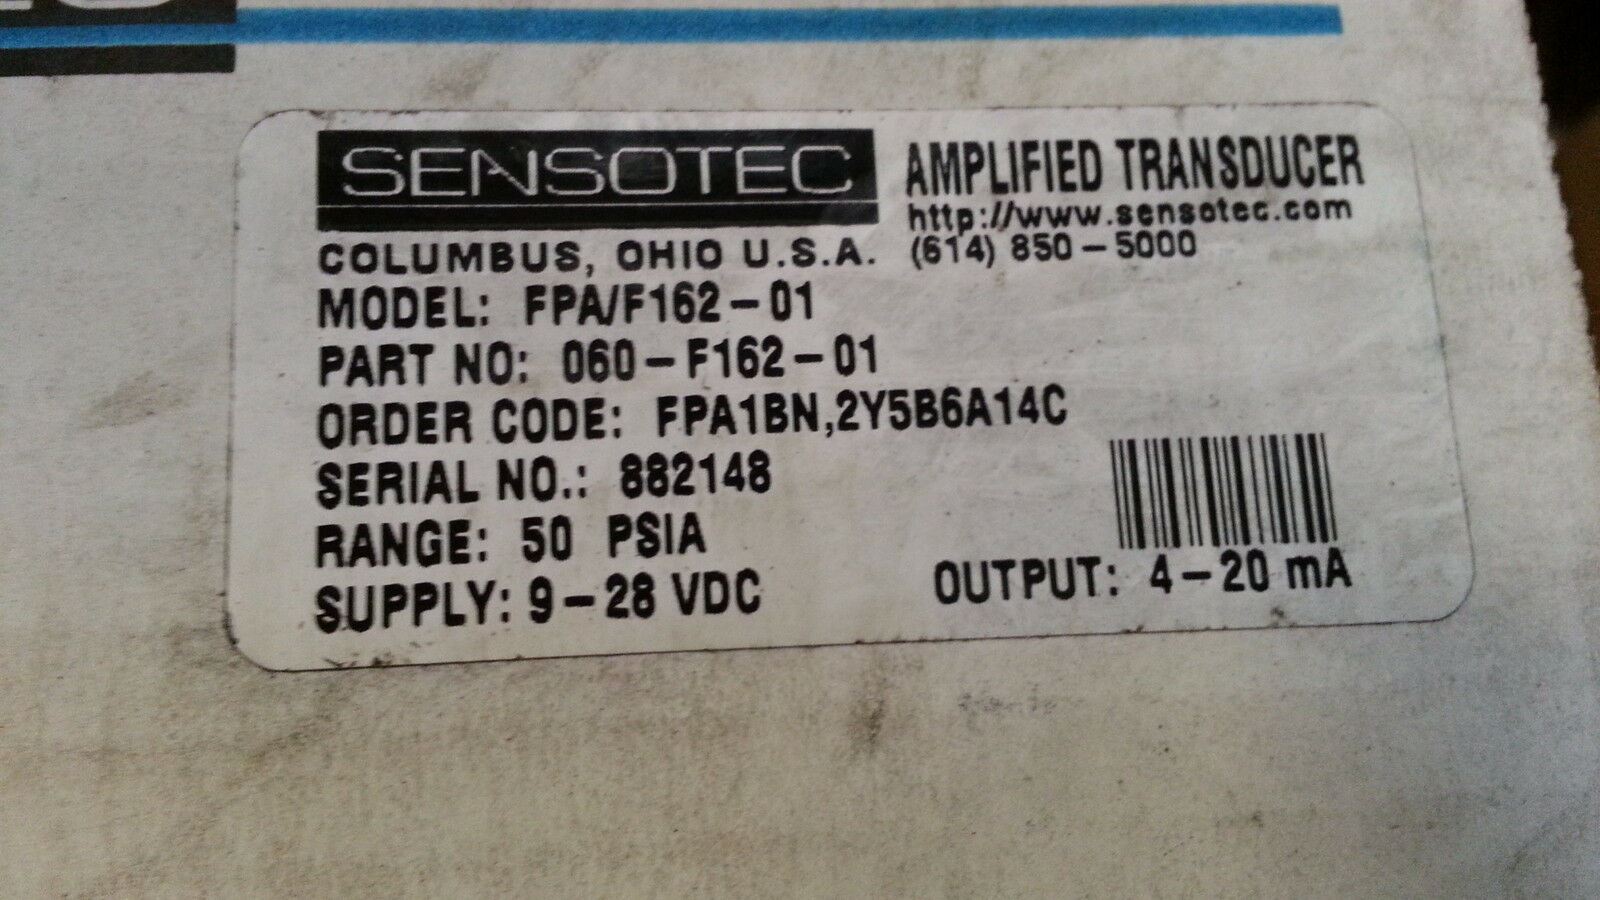 SENSOTEC
AMPLIFIED TRANSDUCER
http://www.sensotec.com
COLUMBUS, OHIO U.S.A. (614) 850-5000
MODEL: FPA/F162-01
PART NO: 060-F162-01
ORDER CODE: FPA1BN,2Y5B6A14C
SERIAL NO.: 882148
RANGE: 50 PSIA
SUPPLY: 9-28 VDC
OUTPUT: 4-20 mA